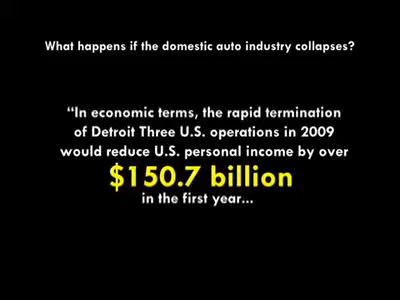 What happens if the domestic auto industry collapses?
“In economic terms, the rapid termination
of Detroit Three U.S. operations in 2009
would reduce U.S. personal income by over
$150.7 billion
in the first year...